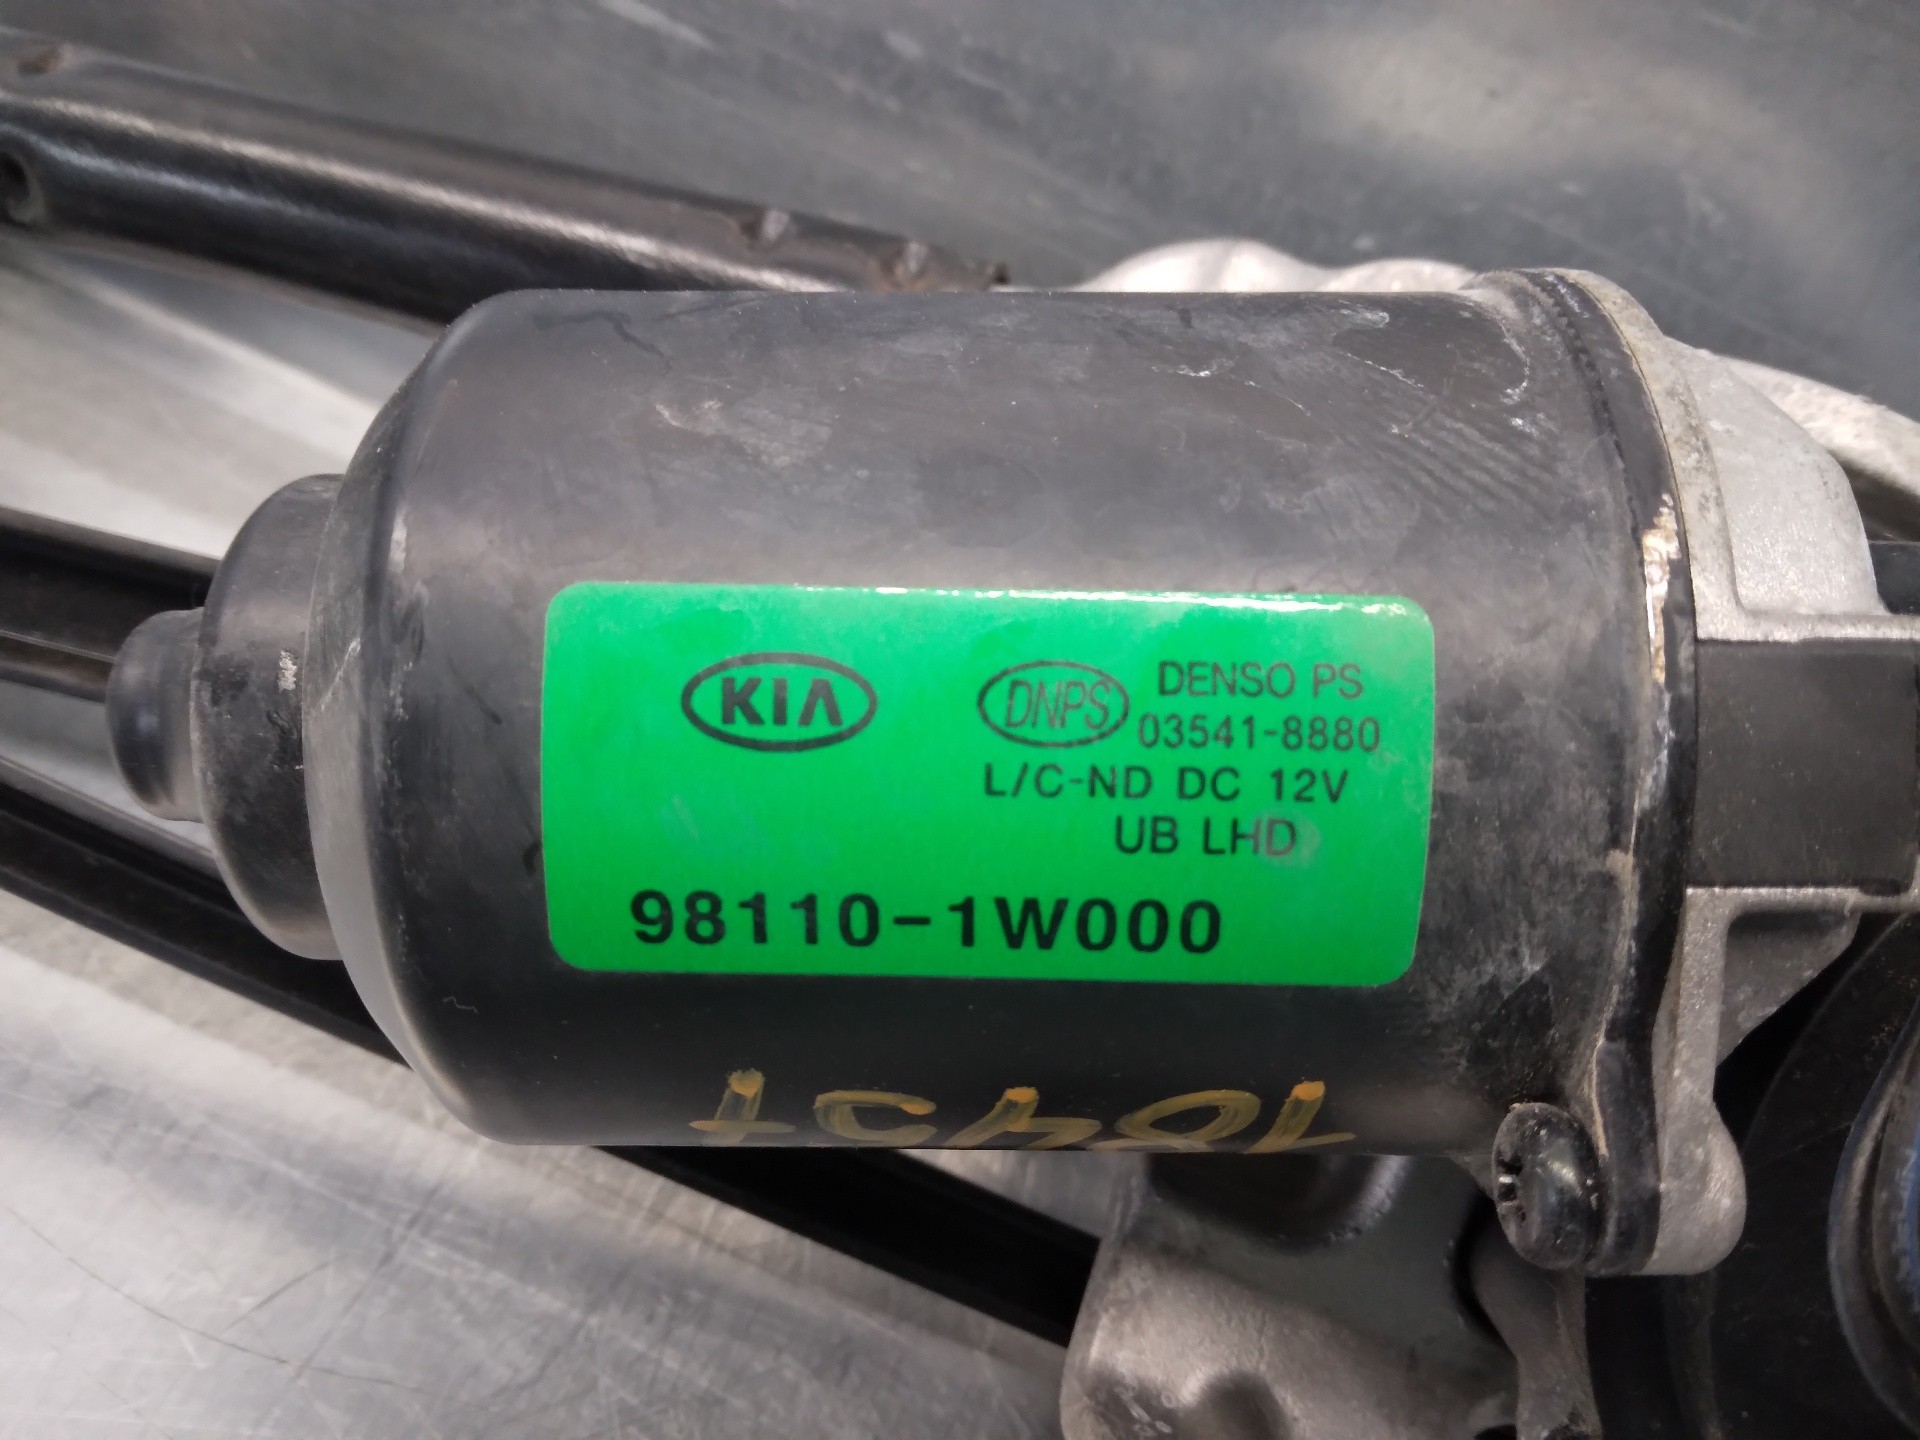 KIA
DNPS
DENSO PS
03541-8880
L/C-ND DC 12V
UB LHD
98110-1W000